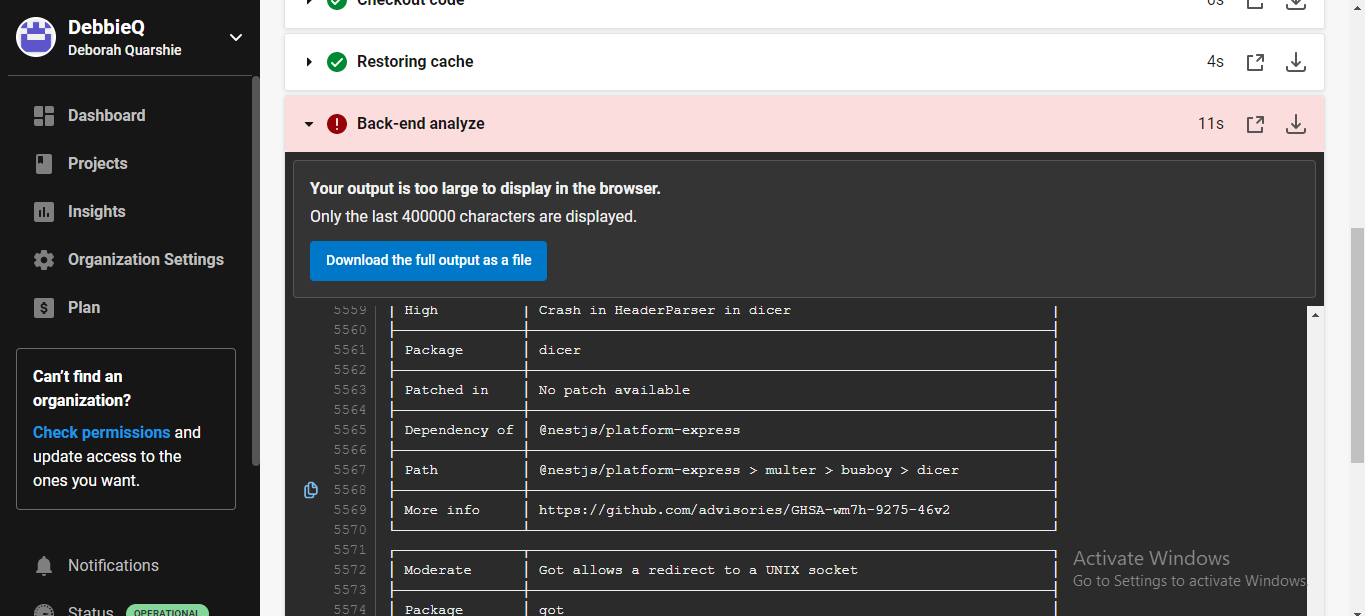 DebbieQ
Deborah Quarshie
Dashboard
Projects
Insights
Organization Settings
Plan
Can't find an
organization?
Check permissions and
update access to the
ones you want.
Notifications
Status OPERATIONAL
Checkout code 0s
Restoring cache 4s
Back-end analyze 11s
Your output is too large to display in the browser.
Only the last 400000 characters are displayed.
Download the full output as a file
5559 High Crash in HeaderParser in dicer
5560
5561 Package dicer
5562
5563 Patched in No patch available
5564
5565 Dependency of @nestjs/platform-express
5566
5567 Path @nestjs/platform-express > multer > busboy > dicer
5568
5569 More info https://github.com/advisories/GHSA-wm7h-9275-46v2
5570
5571
5572 Moderate Got allows a redirect to a UNIX socket
5573
5574 Package got
Activate Windows
Go to Settings to activate Windows.